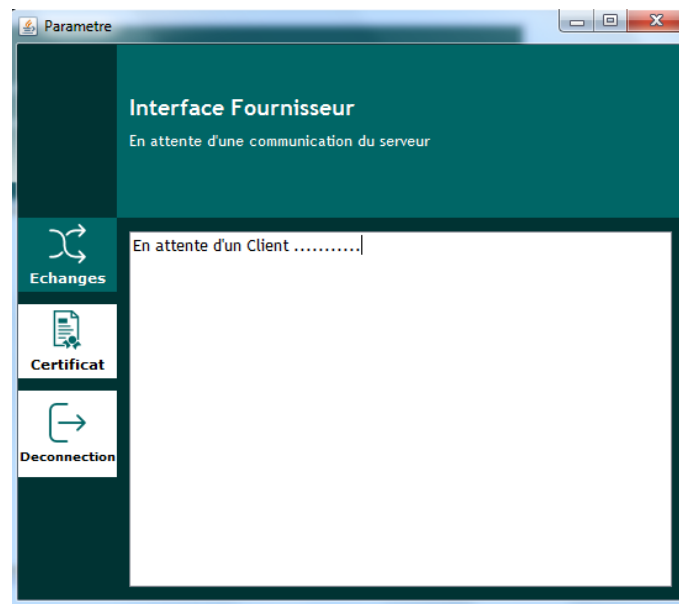 Parametre
Interface Fournisseur
En attente d'une communication du serveur
Echanges
En attente d'un Client ...........
Certificat
Deconnection